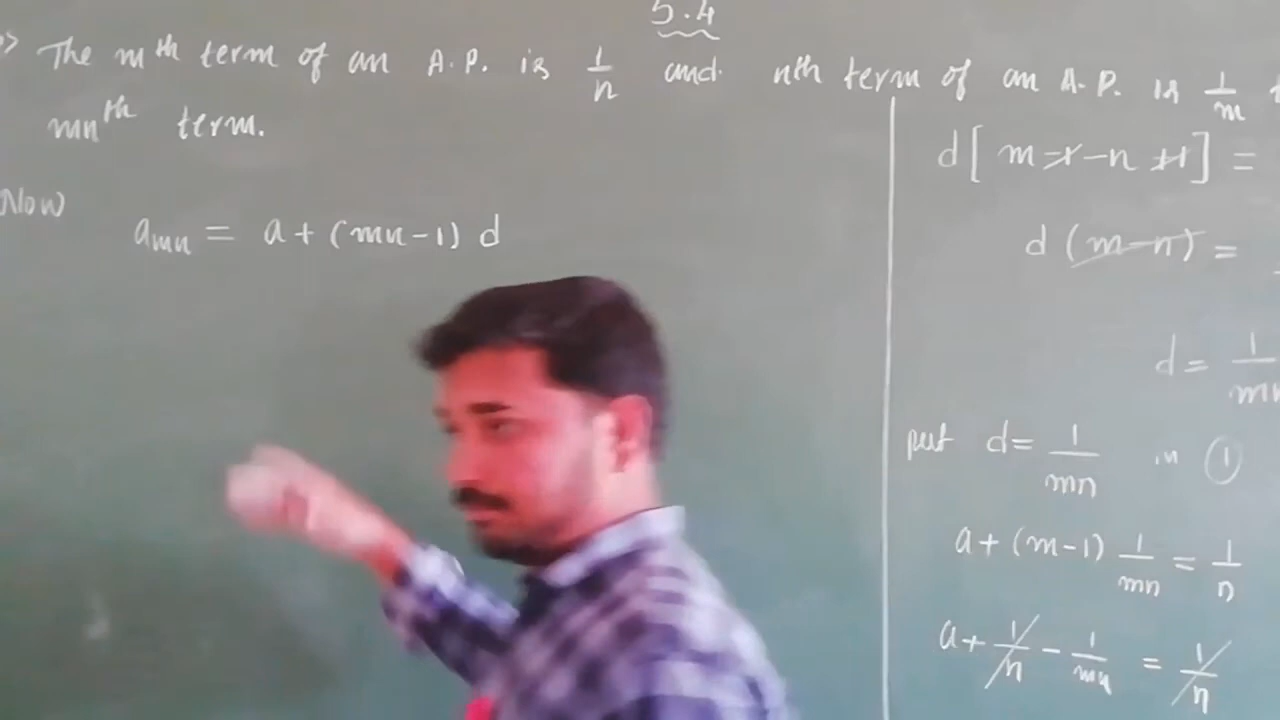 5.4
The mth term of an A.P. is 1/n and nth term of an A.P. is 1/m
mnth term.
Now
amn = a + (mn-1) d
d[ m-1-n+1] =
d (m-n) =
d = 1/mn
put d = 1/mn in ①
a + (m-1) 1/mn = 1/n
a + 1/n - 1/mn = 1/n